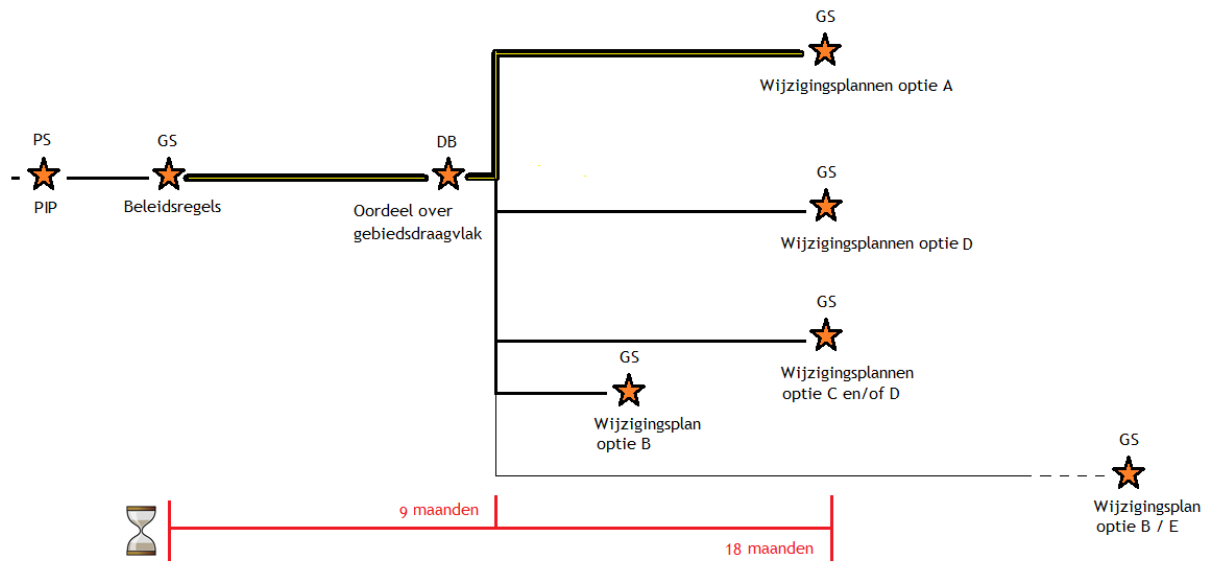 GS
Wijzigingsplannen optie A
PS
GS
DB
PIP
Beleidsregels
Oordeel over
gebiedsdraagvlak
GS
Wijzigingsplannen optie D
GS
Wijzigingsplannen
optie C en/of D
GS
Wijzigingsplan
optie B
GS
Wijzigingsplan
optie B / E
9 maanden
18 maanden